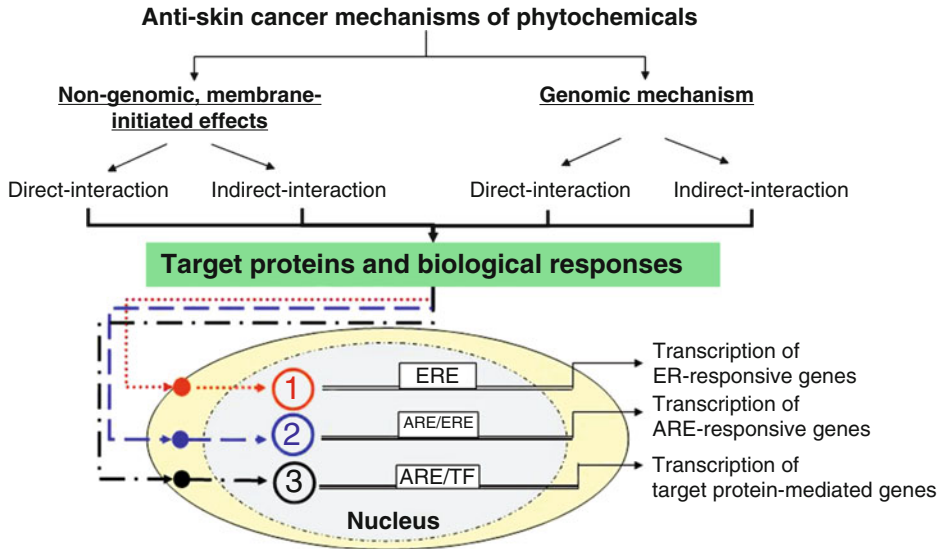 Anti-skin cancer mechanisms of phytochemicals
Non-genomic, membrane-
initiated effects
Genomic mechanism
Direct-interaction
Indirect-interaction
Direct-interaction
Indirect-interaction
Target proteins and biological responses
1
ERE
Transcription of
ER-responsive genes
2
ARE/ERE
Transcription of
ARE-responsive genes
3
ARE/TF
Transcription of
target protein-mediated genes
Nucleus